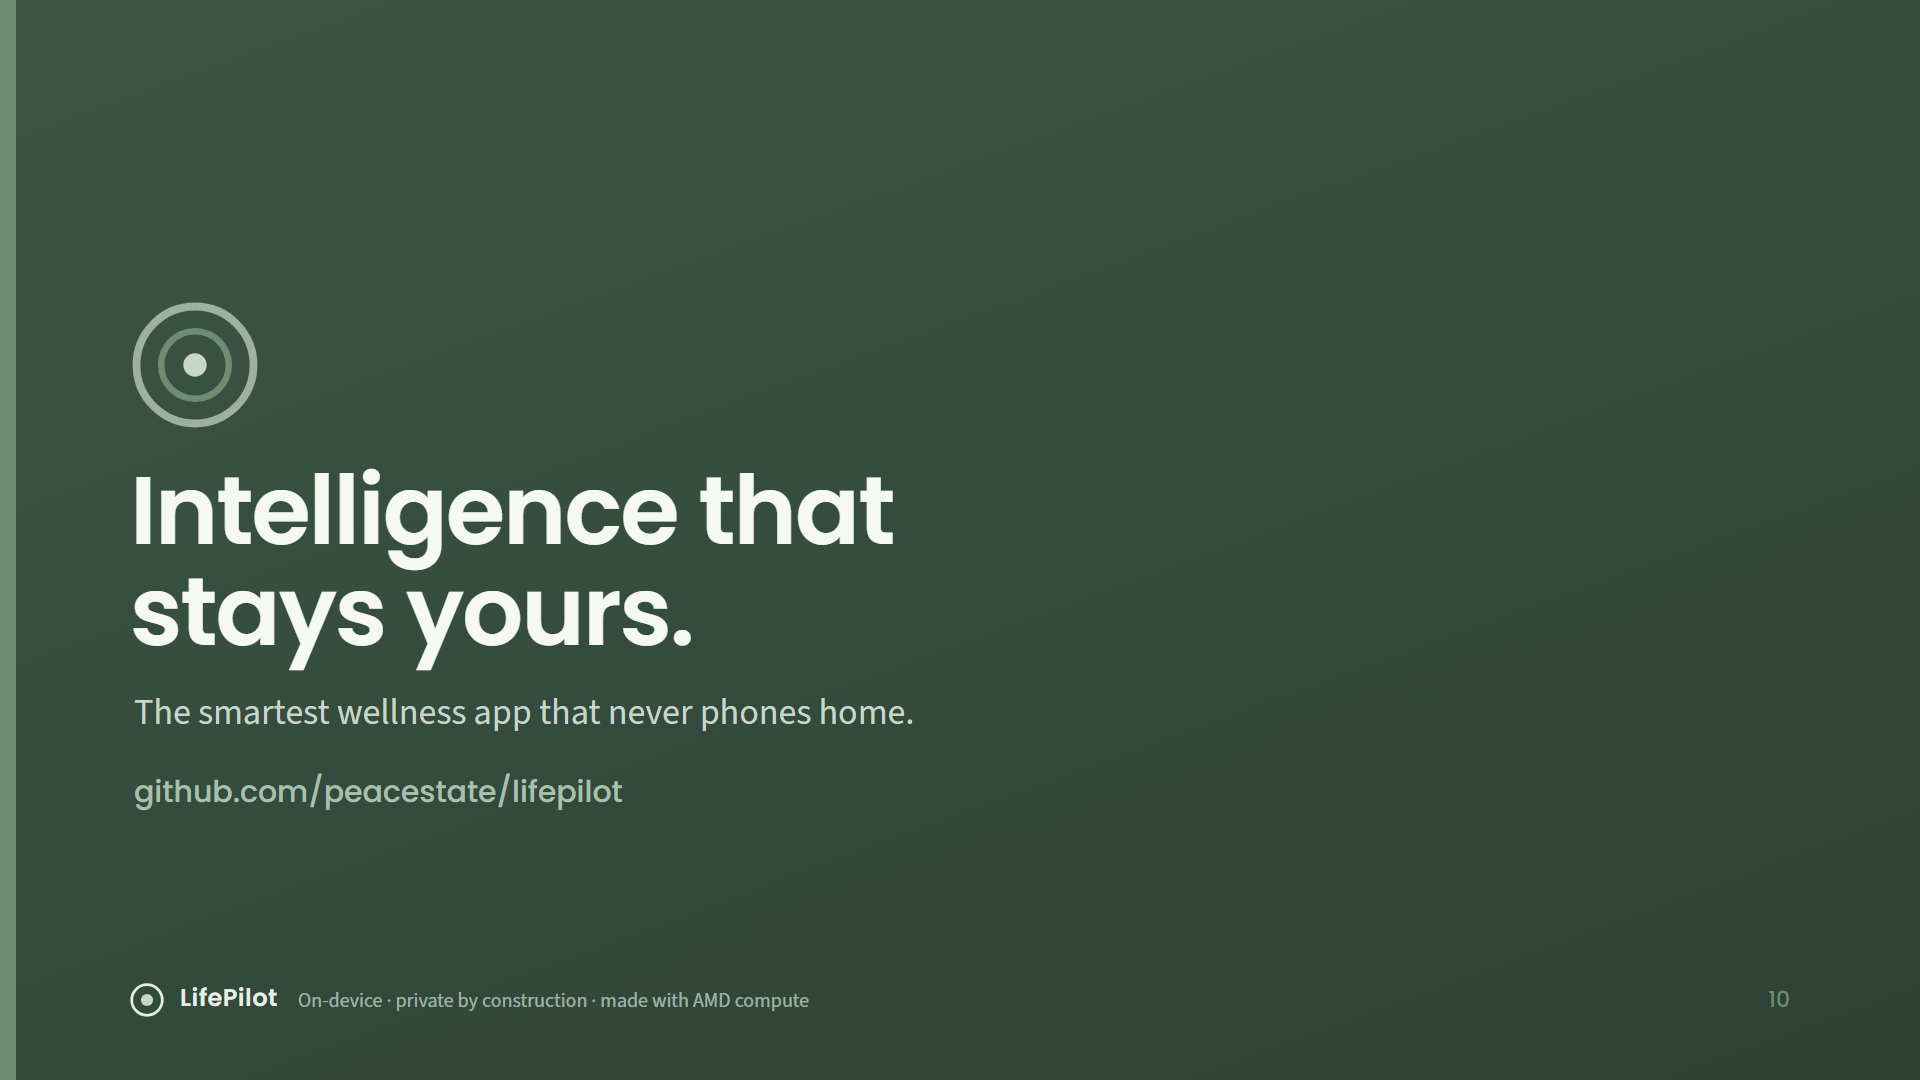 Intelligence that
stays yours.
The smartest wellness app that never phones home.
github.com/peacestate/lifepilot
LifePilot On-device · private by construction · made with AMD compute
10